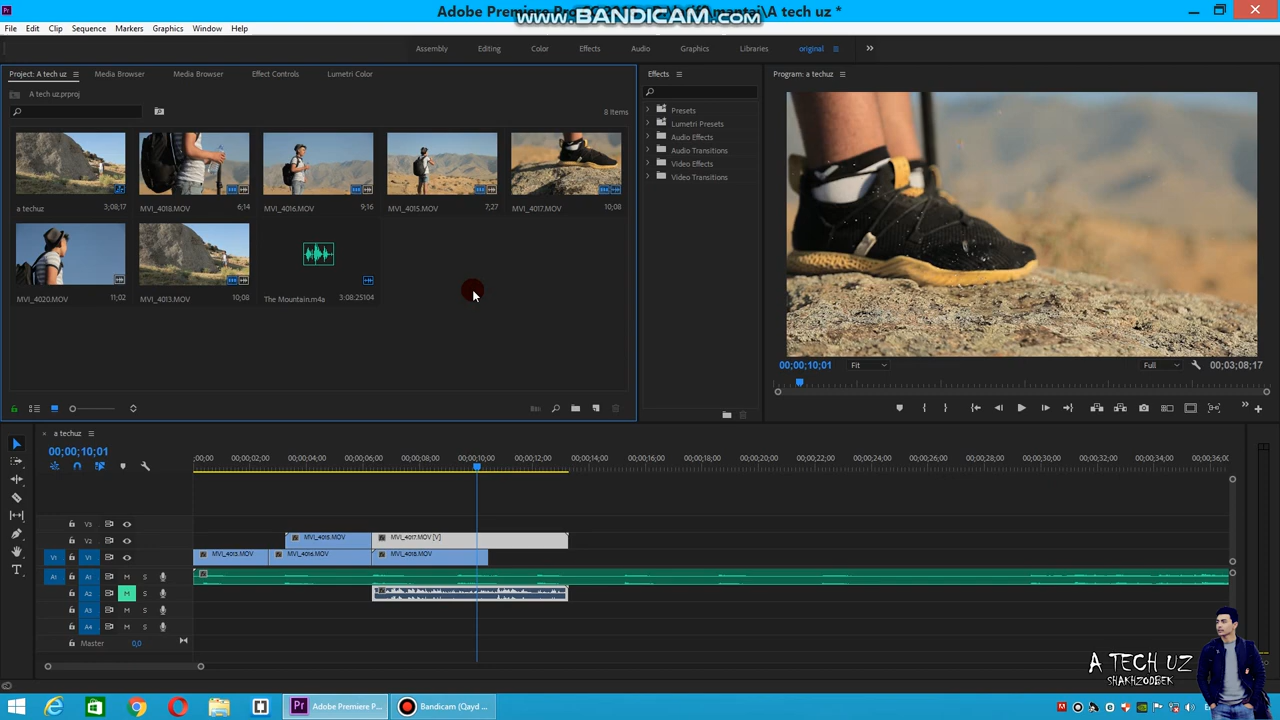 Adobe Premiere Pro
A tech uz *
www.BANDICAM.com
File Edit Clip Sequence Markers Graphics Window Help
Assembly Editing Color Effects Audio Graphics Libraries original
Project: A tech uz Media Browser Media Browser Effect Controls Lumetri Color
A tech uz.prproj
8 Items
a techuz 3;08;17
MVI_4018.MOV 6;14
MVI_4016.MOV 9;16
MVI_4015.MOV 7;27
MVI_4017.MOV 10;08
MVI_4020.MOV 11;02
MVI_4013.MOV 10;08
The Mountain.m4a 3:08:25104
Effects
Presets
Lumetri Presets
Audio Effects
Audio Transitions
Video Effects
Video Transitions
Program: a techuz
00;00;10;01 Fit Full 00;03;08;17
a techuz
00;00;10;01
;00;00 00;00;02;00 00;00;04;00 00;00;06;00 00;00;08;00 00;00;10;00 00;00;12;00 00;00;14;00 00;00;16;00 00;00;18;00 00;00;20;00 00;00;22;00 00;00;24;00 00;00;26;00 00;00;28;00 00;00;30;00 00;00;32;00 00;00;34;00 00;00;36;00
V3
V2 MVI_4015.MOV MVI_4017.MOV [V]
V1 V1 MVI_4013.MOV MVI_4016.MOV MVI_4018.MOV
A1 A1 M S
A2 M S
A3 M S
A4 M S
Master 0,0
A TECH UZ
SHAKHZODBEK
Pr Adobe Premiere P... Bandicam (Qayd ...